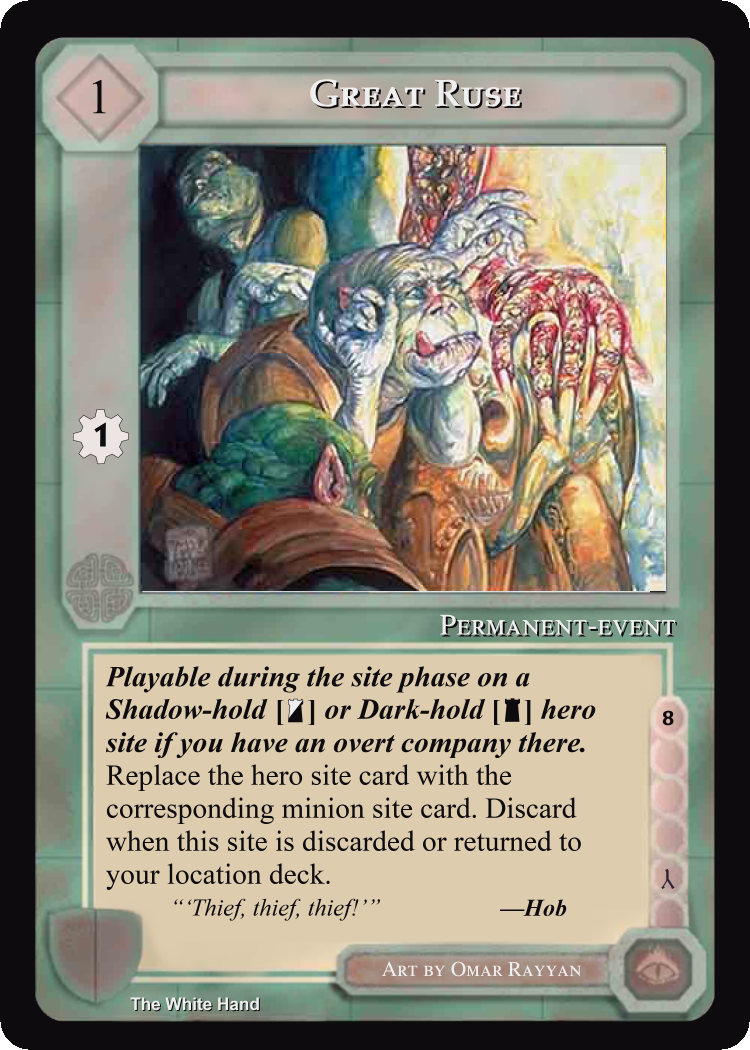 1
Great Ruse
1
Permanent-event
Playable during the site phase on a
Shadow-hold [] or Dark-hold [] hero
site if you have an overt company there.
Replace the hero site card with the
corresponding minion site card. Discard
when this site is discarded or returned to
your location deck.
8
“‘Thief, thief, thief!’”
—Hob
Art by Omar Rayyan
The White Hand